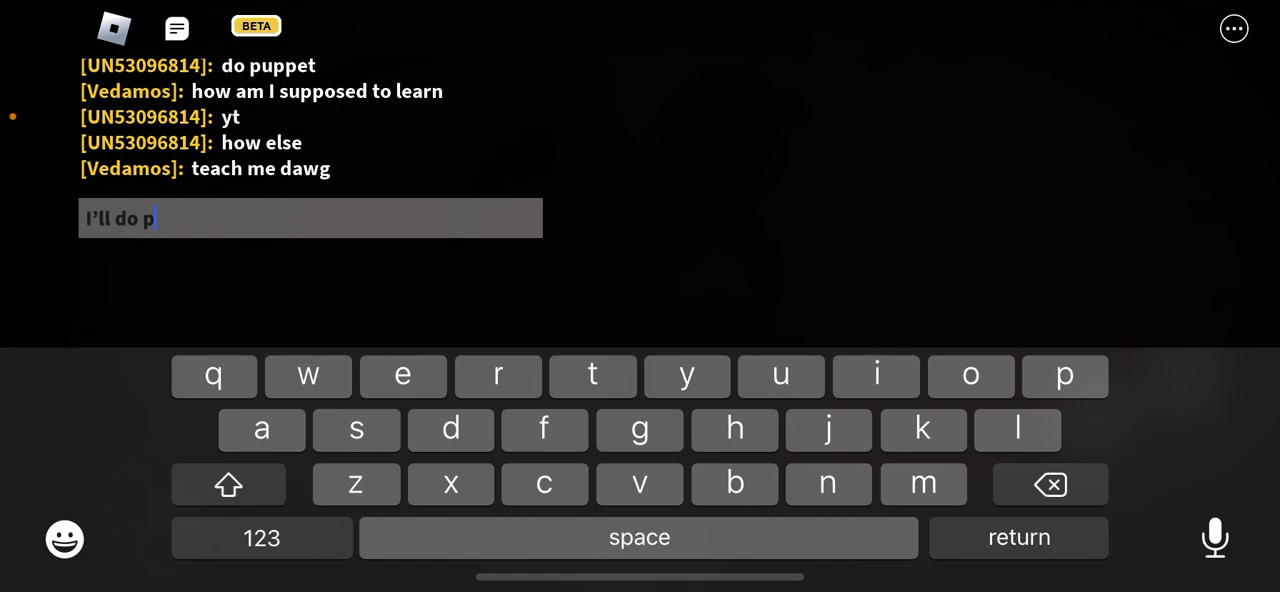 BETA
[UN53096814]: do puppet
[Vedamos]: how am I supposed to learn
[UN53096814]: yt
[UN53096814]: how else
[Vedamos]: teach me dawg
I’ll do p
q w e r t y u i o p
a s d f g h j k l
z x c v b n m
123 space return